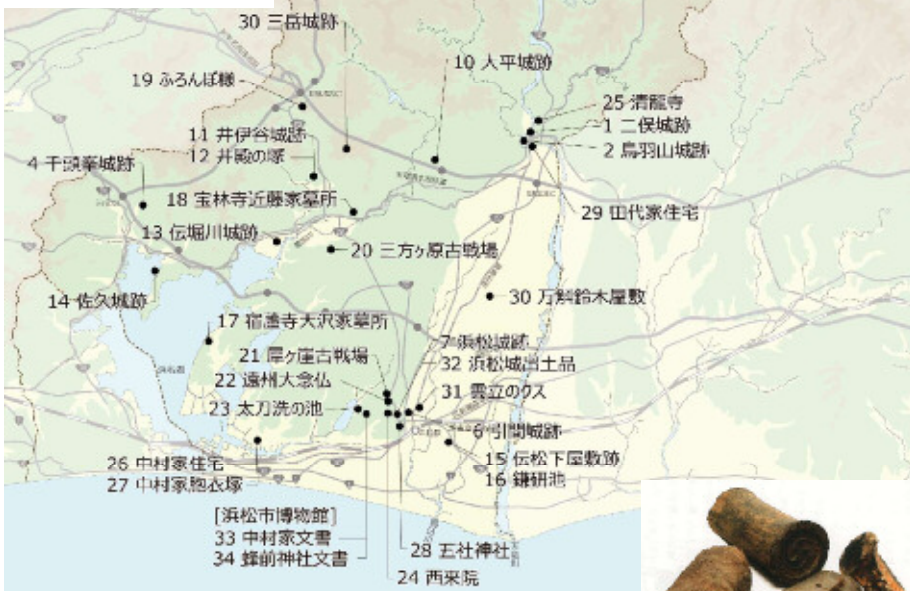 30 三岳城跡
10 大平城跡
19 ふろんぼ様
25 清龍寺
1 二俣城跡
11 井伊谷城跡
12 井殿の塚
2 鳥羽山城跡
4 千頭峯城跡
18 宝林寺近藤家墓所
29 田代家住宅
13 伝堀川城跡
20 三方ヶ原古戦場
14 佐久城跡
30 万斛鈴木屋敷
17 宿蘆寺大沢家墓所
7 浜松城跡
21 犀ヶ崖古戦場
32 浜松城出土品
22 遠州大念仏
31 雲立のクス
23 太刀洗の池
6 引間城跡
26 中村家住宅
15 伝松下屋敷跡
27 中村家胞衣塚
16 鎌研池
[浜松市博物館]
33 中村家文書
28 五社神社
34 蜂前神社文書
24 西来院